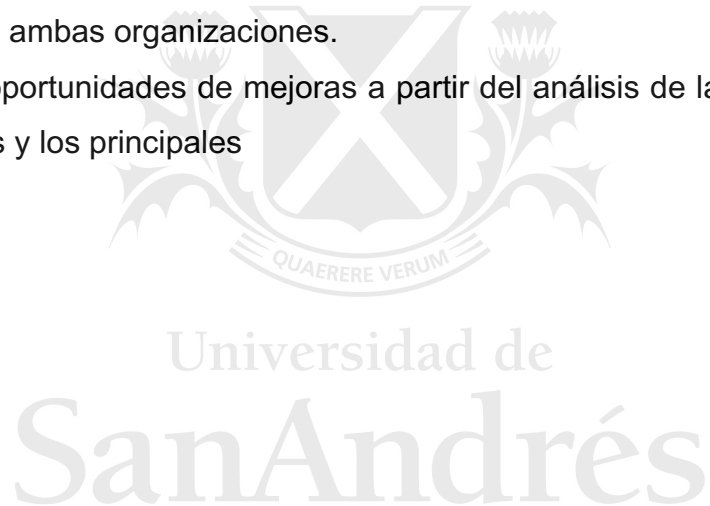 ambas organizaciones.
oportunidades de mejoras a partir del análisis de la
s y los principales
QUAERERE VERUM
Universidad de
SanAndrés